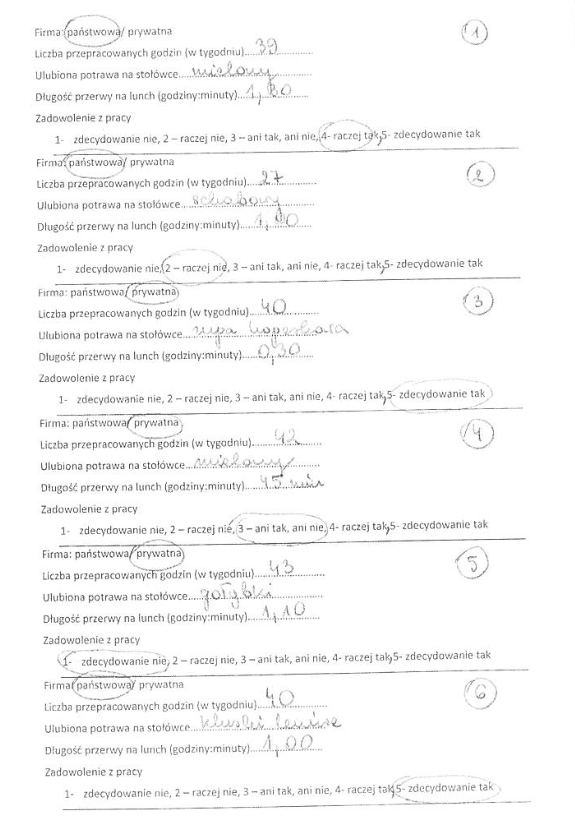 Firma: państwowa/ prywatna 1
Liczba przepracowanych godzin (w tygodniu)....39
Ulubiona potrawa na stołówce....mielony
Długość przerwy na lunch (godziny:minuty)....1,30
Zadowolenie z pracy
1- zdecydowanie nie, 2 – raczej nie, 3 – ani tak, ani nie, 4- raczej tak, 5- zdecydowanie tak
Firma: państwowa/ prywatna 2
Liczba przepracowanych godzin (w tygodniu)....27
Ulubiona potrawa na stołówce....schabowy
Długość przerwy na lunch (godziny:minuty)....1,00
Zadowolenie z pracy
1- zdecydowanie nie, 2 – raczej nie, 3 – ani tak, ani nie, 4- raczej tak, 5- zdecydowanie tak
Firma: państwowa/ prywatna 3
Liczba przepracowanych godzin (w tygodniu)....40
Ulubiona potrawa na stołówce....
Długość przerwy na lunch (godziny:minuty)....0,30
Zadowolenie z pracy
1- zdecydowanie nie, 2 – raczej nie, 3 – ani tak, ani nie, 4- raczej tak, 5- zdecydowanie tak
Firma: państwowa/ prywatna 4
Liczba przepracowanych godzin (w tygodniu)....42
Ulubiona potrawa na stołówce....mielony
Długość przerwy na lunch (godziny:minuty)....45 min
Zadowolenie z pracy
1- zdecydowanie nie, 2 – raczej nie, 3 – ani tak, ani nie, 4- raczej tak, 5- zdecydowanie tak
Firma: państwowa/ prywatna 5
Liczba przepracowanych godzin (w tygodniu)....43
Ulubiona potrawa na stołówce....gołąbki
Długość przerwy na lunch (godziny:minuty)....1,10
Zadowolenie z pracy
1- zdecydowanie nie, 2 – raczej nie, 3 – ani tak, ani nie, 4- raczej tak, 5- zdecydowanie tak
Firma: państwowa/ prywatna 6
Liczba przepracowanych godzin (w tygodniu)....40
Ulubiona potrawa na stołówce....kluski leniwe
Długość przerwy na lunch (godziny:minuty)....1,00
Zadowolenie z pracy
1- zdecydowanie nie, 2 – raczej nie, 3 – ani tak, ani nie, 4- raczej tak, 5- zdecydowanie tak